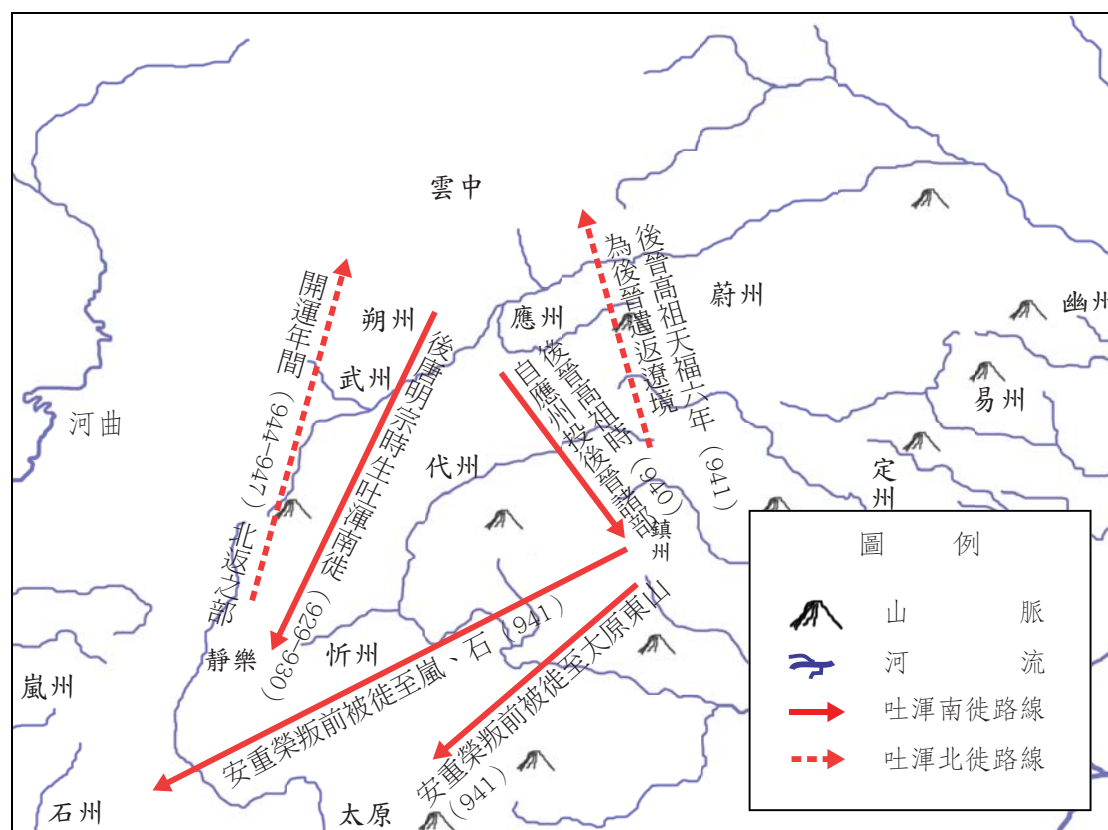 雲中
蔚州
幽州
朔州
應州
武州
易州
河曲
代州
定州
鎮州
忻州
靜樂
嵐州
石州
太原
開運年間（944-947）北返之部
後唐明宗時生吐渾南徙（929-930）
後晉高祖時（940）
自應州投後晉諸部
後晉高祖天福六年（941）
為後晉遣返遼境
安重榮叛前被徙至嵐、石（941）
安重榮叛前被徙至太原東山
（941）
圖例
山脈
河流
吐渾南徙路線
吐渾北徙路線